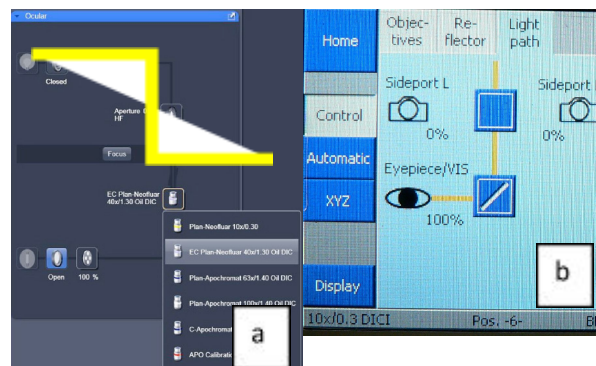 Ocular
Closed
Aperture
HF
Focus
EC Plan-Neofluar
40x/1.30 Oil DIC
Plan-Neofluar 10x/0.30
EC Plan-Neofluar 40x/1.30 Oil DIC
Plan-Apochromat 63x/1.40 Oil DIC
Plan-Apochromat 100x/1.40 Oil DIC
C-Apochromat
APO Calibratio
Open 100 %
a
Home
Objec-
tives
Re-
flector
Light
path
Control
Automatic
XYZ
Display
Sideport L
0%
Sideport
0%
Eyepiece/VIS
100%
b
10x/0.3 DICI Pos. -6-